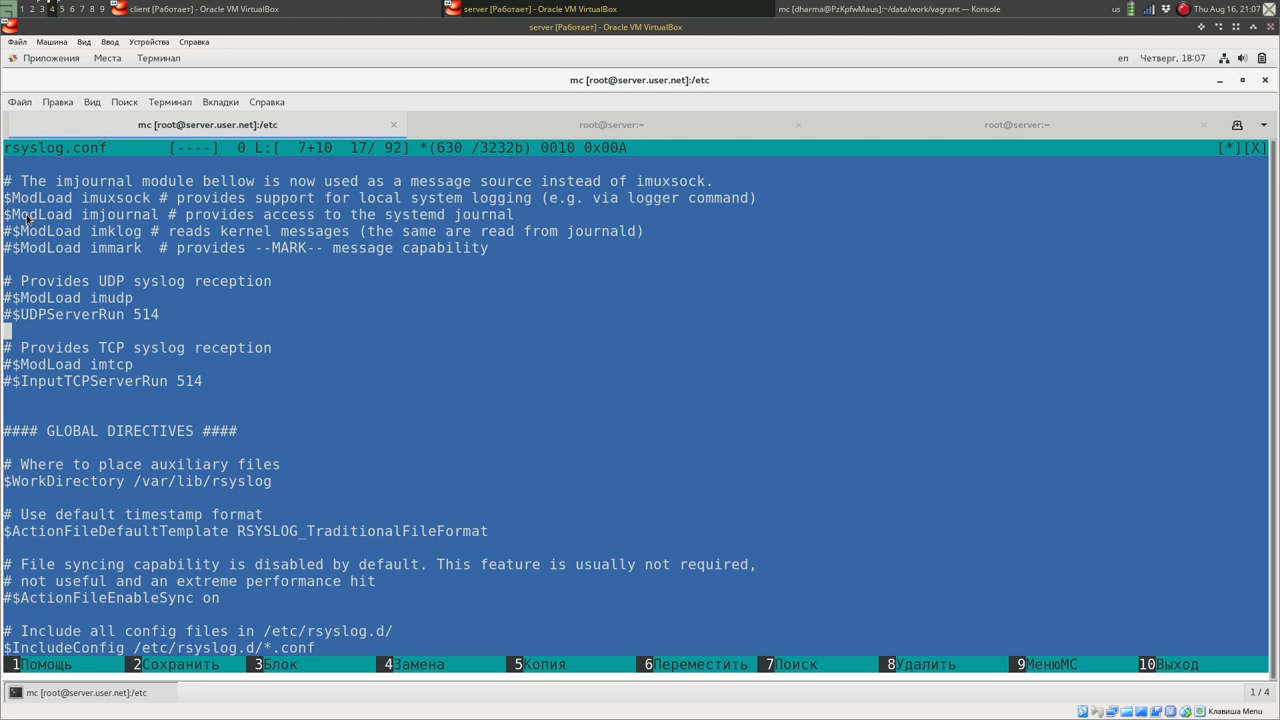 1 2 3 4 5 6 7 8 9 client [Работает] - Oracle VM VirtualBox server [Работает] - Oracle VM VirtualBox mc [dharma@PzKpfwMaus]:~/data/work/vagrant — Konsole us Thu Aug 16, 21:07
server [Работает] - Oracle VM VirtualBox
Файл Машина Вид Ввод Устройства Справка
Приложения Места Терминал en Четверг, 18:07
mc [root@server.user.net]:/etc
Файл Правка Вид Поиск Терминал Вкладки Справка
mc [root@server.user.net]:/etc root@server:~ root@server:~
rsyslog.conf [----] 0 L:[ 7+10 17/ 92] *(630 /3232b) 0010 0x00A [*][X]
# The imjournal module bellow is now used as a message source instead of imuxsock.
$ModLoad imuxsock # provides support for local system logging (e.g. via logger command)
$ModLoad imjournal # provides access to the systemd journal
#$ModLoad imklog # reads kernel messages (the same are read from journald)
#$ModLoad immark # provides --MARK-- message capability
# Provides UDP syslog reception
#$ModLoad imudp
#$UDPServerRun 514
# Provides TCP syslog reception
#$ModLoad imtcp
#$InputTCPServerRun 514
#### GLOBAL DIRECTIVES ####
# Where to place auxiliary files
$WorkDirectory /var/lib/rsyslog
# Use default timestamp format
$ActionFileDefaultTemplate RSYSLOG_TraditionalFileFormat
# File syncing capability is disabled by default. This feature is usually not required,
# not useful and an extreme performance hit
#$ActionFileEnableSync on
# Include all config files in /etc/rsyslog.d/
$IncludeConfig /etc/rsyslog.d/*.conf
1Помощь 2Сохранить 3Блок 4Замена 5Копия 6Переместить 7Поиск 8Удалить 9МенюMC 10Выход
mc [root@server.user.net]:/etc 1 / 4
Клавиша Menu